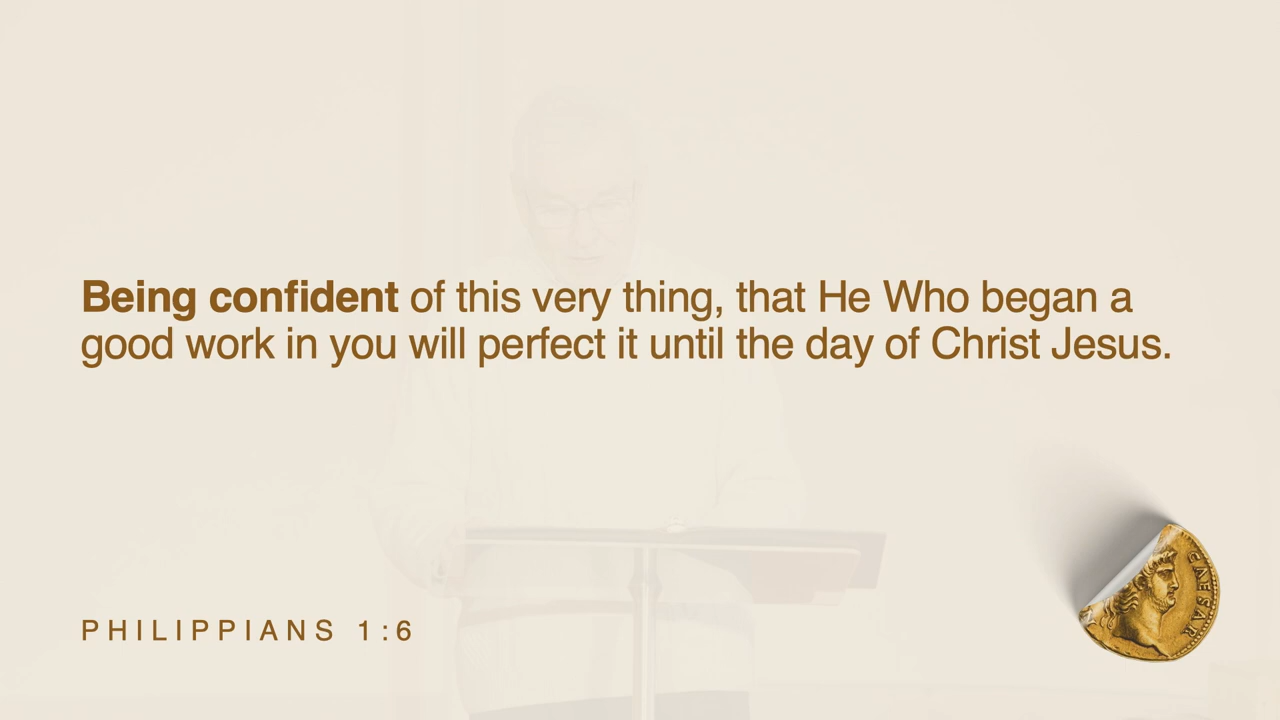 Being confident of this very thing, that He Who began a
good work in you will perfect it until the day of Christ Jesus.
PHILIPPIANS 1:6
CAESAR